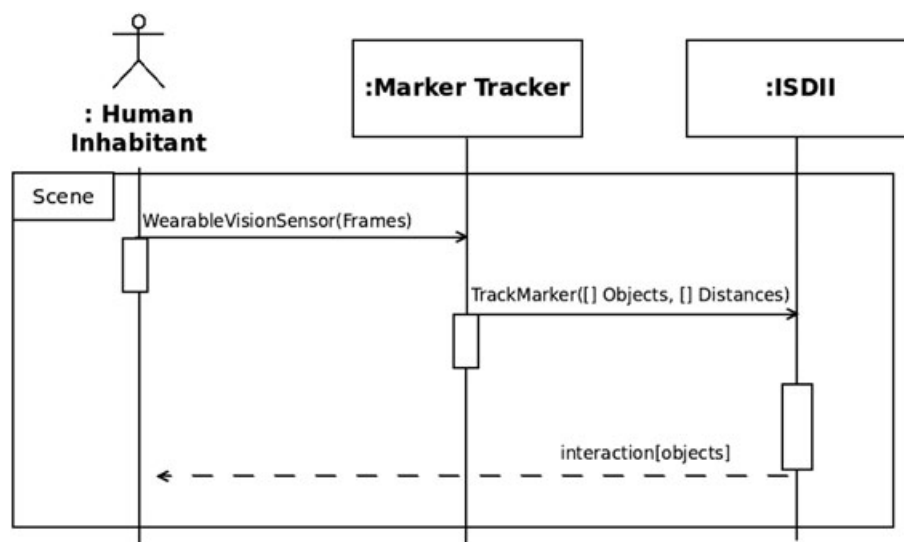 : Human
Inhabitant
:Marker Tracker
:ISDII
Scene
WearableVisionSensor(Frames)
TrackMarker([] Objects, [] Distances)
interaction[objects]